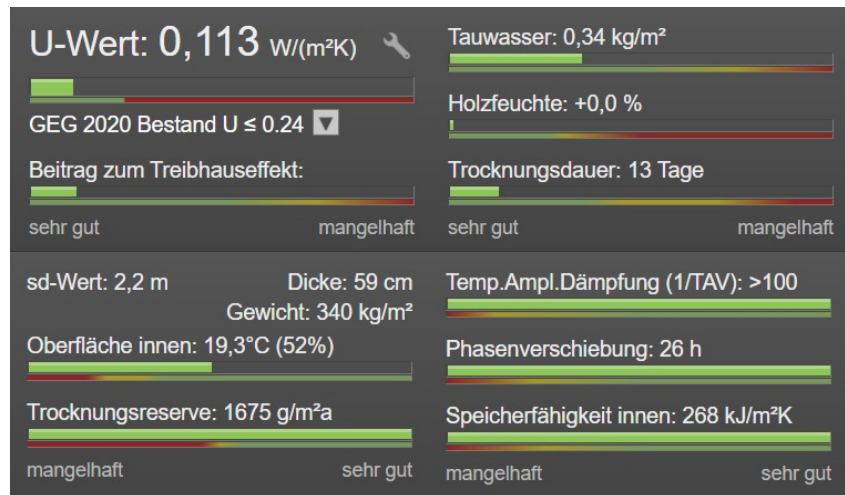 U-Wert: 0,113 W/(m²K)
GEG 2020 Bestand U ≤ 0.24
Beitrag zum Treibhauseffekt:
sehr gut mangelhaft
Tauwasser: 0,34 kg/m²
Holzfeuchte: +0,0 %
Trocknungsdauer: 13 Tage
sehr gut mangelhaft
sd-Wert: 2,2 m Dicke: 59 cm
Gewicht: 340 kg/m²
Oberfläche innen: 19,3°C (52%)
Trocknungsreserve: 1675 g/m²a
mangelhaft sehr gut
Temp.Ampl.Dämpfung (1/TAV): >100
Phasenverschiebung: 26 h
Speicherfähigkeit innen: 268 kJ/m²K
mangelhaft sehr gut